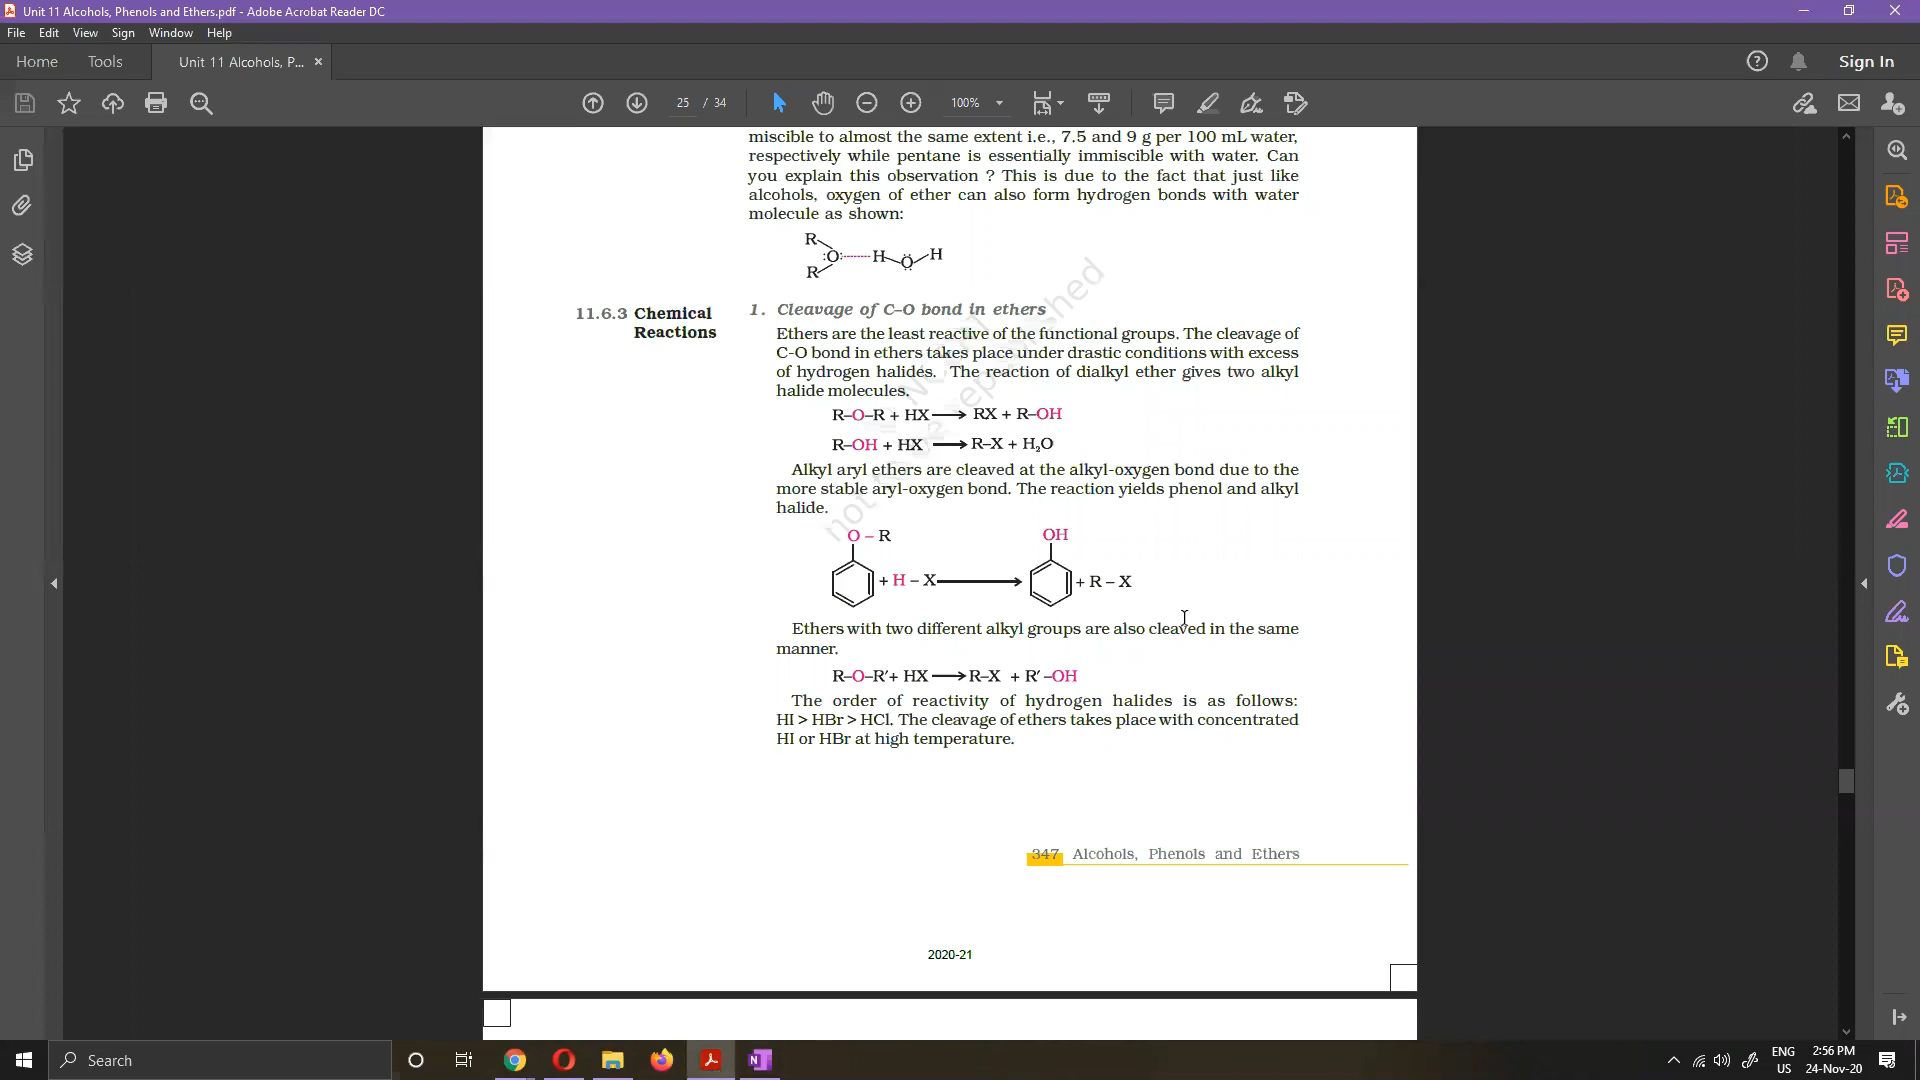 Unit 11 Alcohols, Phenols and Ethers.pdf - Adobe Acrobat Reader DC
File Edit View Sign Window Help
Home Tools Unit 11 Alcohols, P... × Sign In
25 / 34 100%
miscible to almost the same extent i.e., 7.5 and 9 g per 100 mL water,
respectively while pentane is essentially immiscible with water. Can
you explain this observation ? This is due to the fact that just like
alcohols, oxygen of ether can also form hydrogen bonds with water
molecule as shown:
R
:O: H O H
R
11.6.3 Chemical
Reactions
1. Cleavage of C–O bond in ethers
Ethers are the least reactive of the functional groups. The cleavage of
C-O bond in ethers takes place under drastic conditions with excess
of hydrogen halides. The reaction of dialkyl ether gives two alkyl
halide molecules.
R–O–R + HX → RX + R–OH
R–OH + HX → R–X + H₂O
Alkyl aryl ethers are cleaved at the alkyl-oxygen bond due to the
more stable aryl-oxygen bond. The reaction yields phenol and alkyl
halide.
O – R OH
+ H – X → + R – X
Ethers with two different alkyl groups are also cleaved in the same
manner.
R–O–R′+ HX → R–X + R′ –OH
The order of reactivity of hydrogen halides is as follows:
HI > HBr > HCl. The cleavage of ethers takes place with concentrated
HI or HBr at high temperature.
not to be republished
347 Alcohols, Phenols and Ethers
2020-21
Search
ENG
US
2:56 PM
24-Nov-20